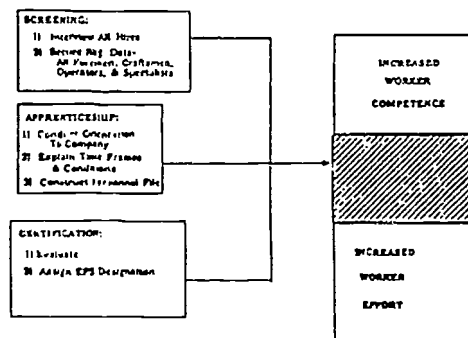 SCREENING:
1) Interview All Hires
2) Secure Bkg. Data-
All Foremen, Craftsmen,
Operators, & Specialists
APPRENTICESHIP:
1) Conduct Orientation
To Company
2) Explain Time Frames
& Conditions
3) Construct Personnel File
CERTIFICATION:
1) Evaluate
2) Assign EPS Designation
INCREASED
WORKER
COMPETENCE
INCREASED
WORKER
EFFORT